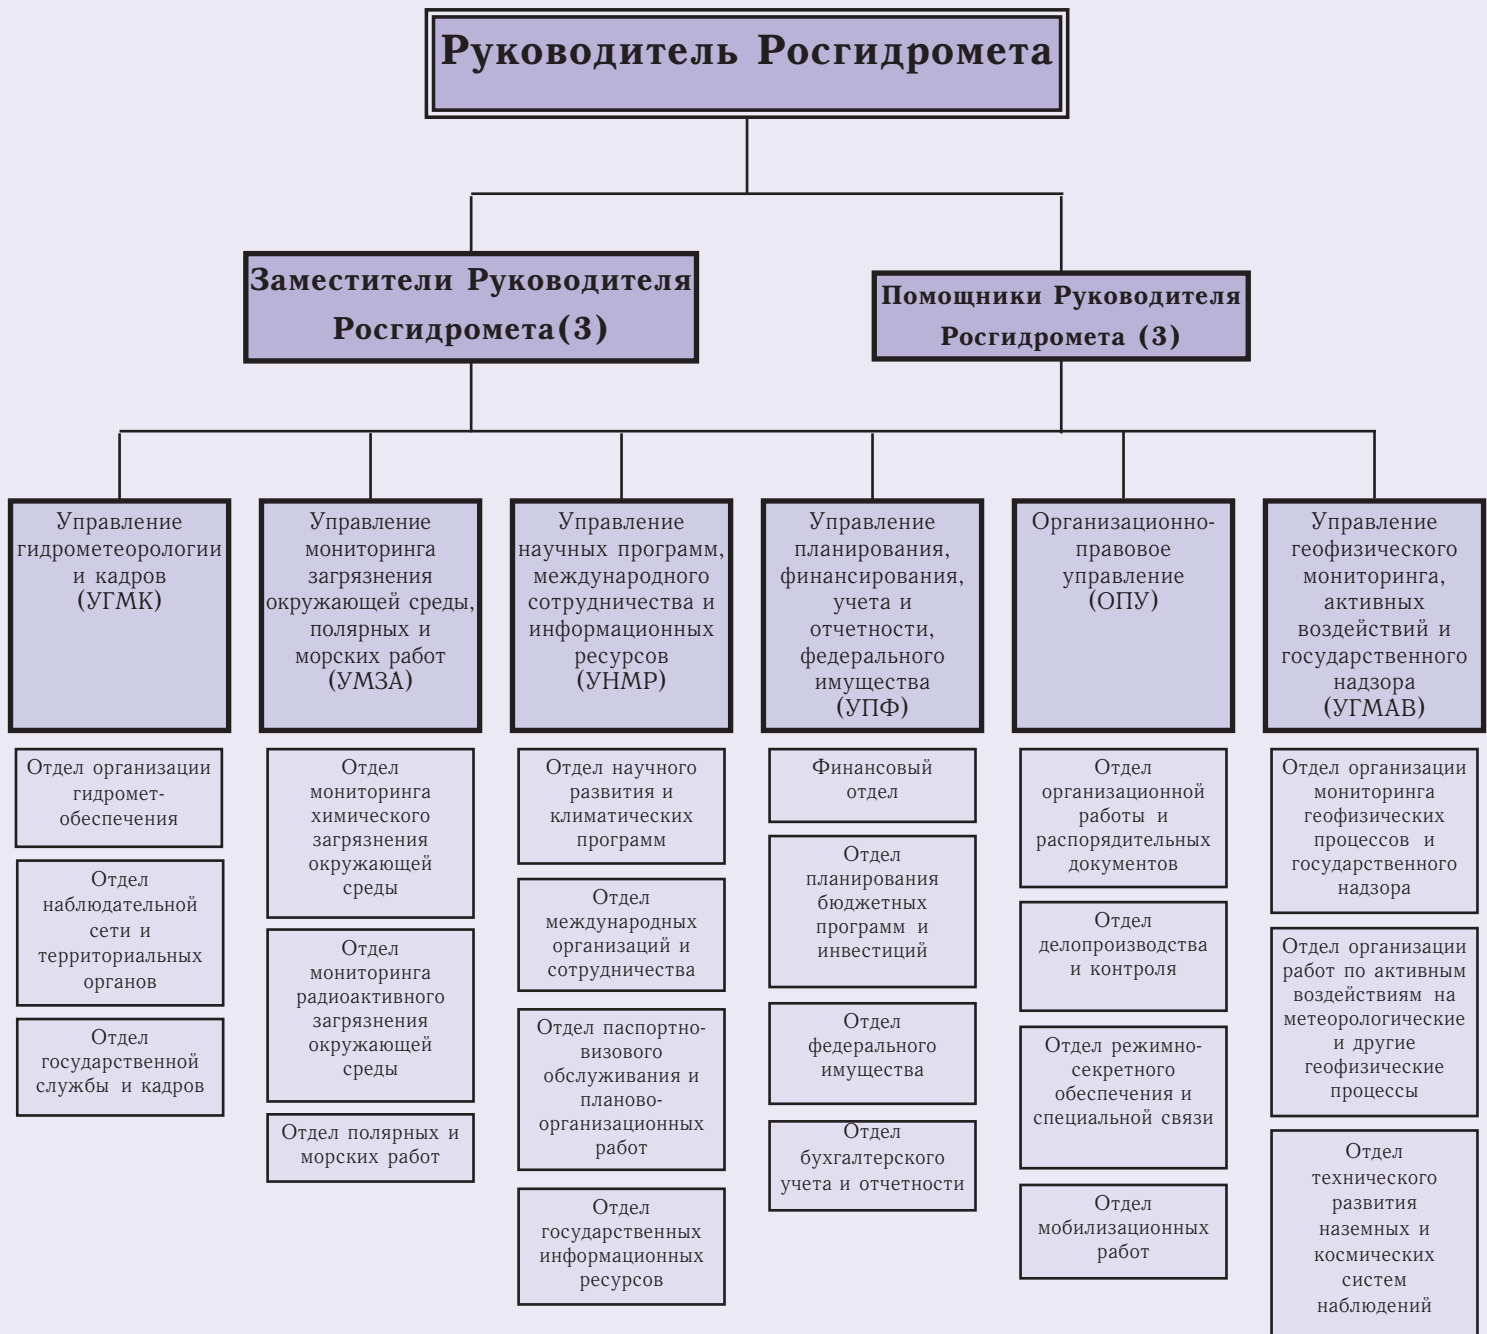 Руководитель Росгидромета
Заместители Руководителя
Росгидромета(3)
Помощники Руководителя
Росгидромета (3)
Управление
гидрометеорологии
и кадров
(УГМК)
Управление
мониторинга
загрязнения
окружающей среды,
полярных и
морских работ
(УМЗА)
Управление
научных программ,
международного
сотрудничества и
информационных
ресурсов
(УНМР)
Управление
планирования,
финансирования,
учета и
отчетности,
федерального
имущества
(УПФ)
Организационно-
правовое
управление
(ОПУ)
Управление
геофизического
мониторинга,
активных
воздействий и
государственного
надзора
(УГМАВ)
Отдел организации
гидромет-
обеспечения
Отдел
наблюдательной
сети и
территориальных
органов
Отдел
государственной
службы и кадров
Отдел
мониторинга
химического
загрязнения
окружающей
среды
Отдел
мониторинга
радиоактивного
загрязнения
окружающей
среды
Отдел полярных и
морских работ
Отдел научного
развития и
климатических
программ
Отдел
международных
организаций и
сотрудничества
Отдел паспортно-
визового
обслуживания и
планово-
организационных
работ
Отдел
государственных
информационных
ресурсов
Финансовый
отдел
Отдел
планирования
бюджетных
программ и
инвестиций
Отдел
федерального
имущества
Отдел
бухгалтерского
учета и отчетности
Отдел
организационной
работы и
распорядительных
документов
Отдел
делопроизводства
и контроля
Отдел режимно-
секретного
обеспечения и
специальной связи
Отдел
мобилизационных
работ
Отдел организации
мониторинга
геофизических
процессов и
государственного
надзора
Отдел организации
работ по активным
воздействиям на
метеорологические
и другие
геофизические
процессы
Отдел
технического
развития
наземных и
космических
систем
наблюдений